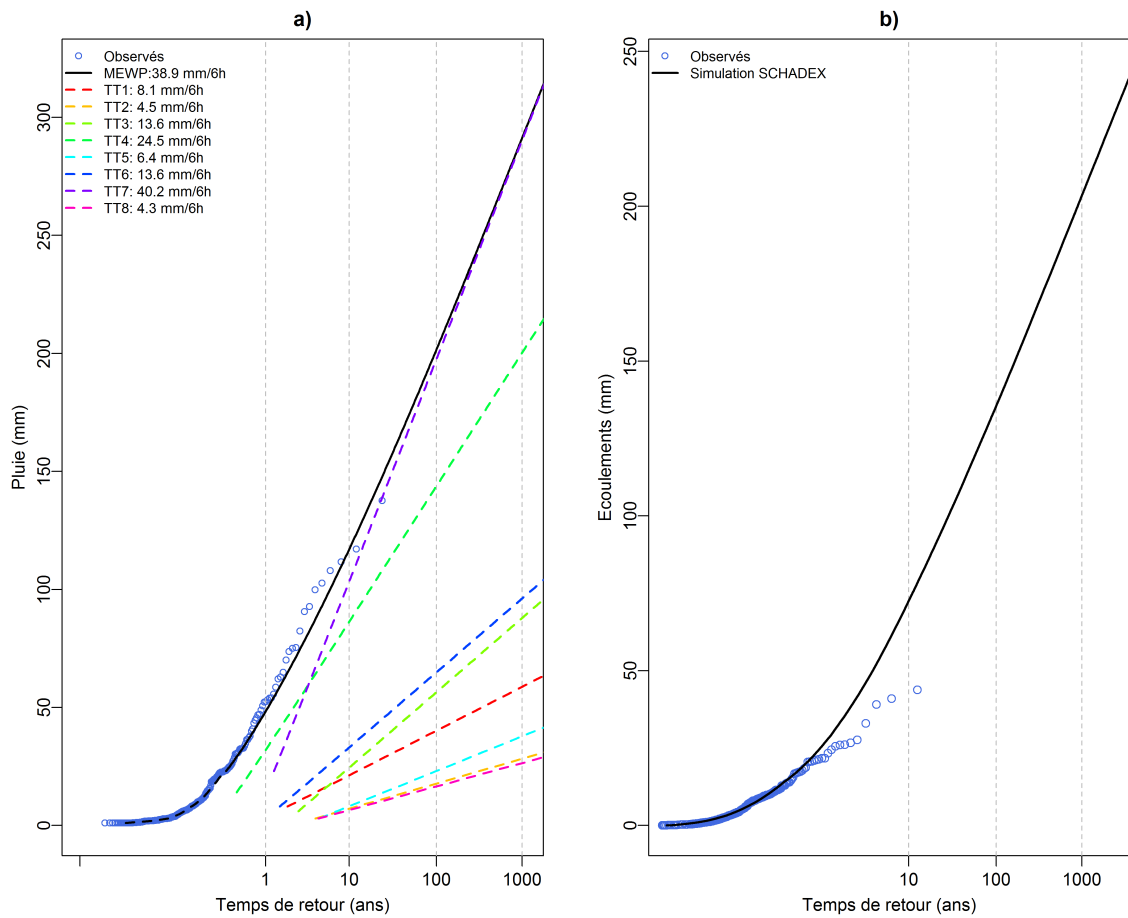 a)
Observés
MEWP:38.9 mm/6h
TT1: 8.1 mm/6h
TT2: 4.5 mm/6h
TT3: 13.6 mm/6h
TT4: 24.5 mm/6h
TT5: 6.4 mm/6h
TT6: 13.6 mm/6h
TT7: 40.2 mm/6h
TT8: 4.3 mm/6h
300
250
200
150
100
50
0
Pluie (mm)
1 10 100 1000
Temps de retour (ans)
b)
Observés
Simulation SCHADEX
250
200
150
100
50
0
Ecoulements (mm)
10 100 1000
Temps de retour (ans)